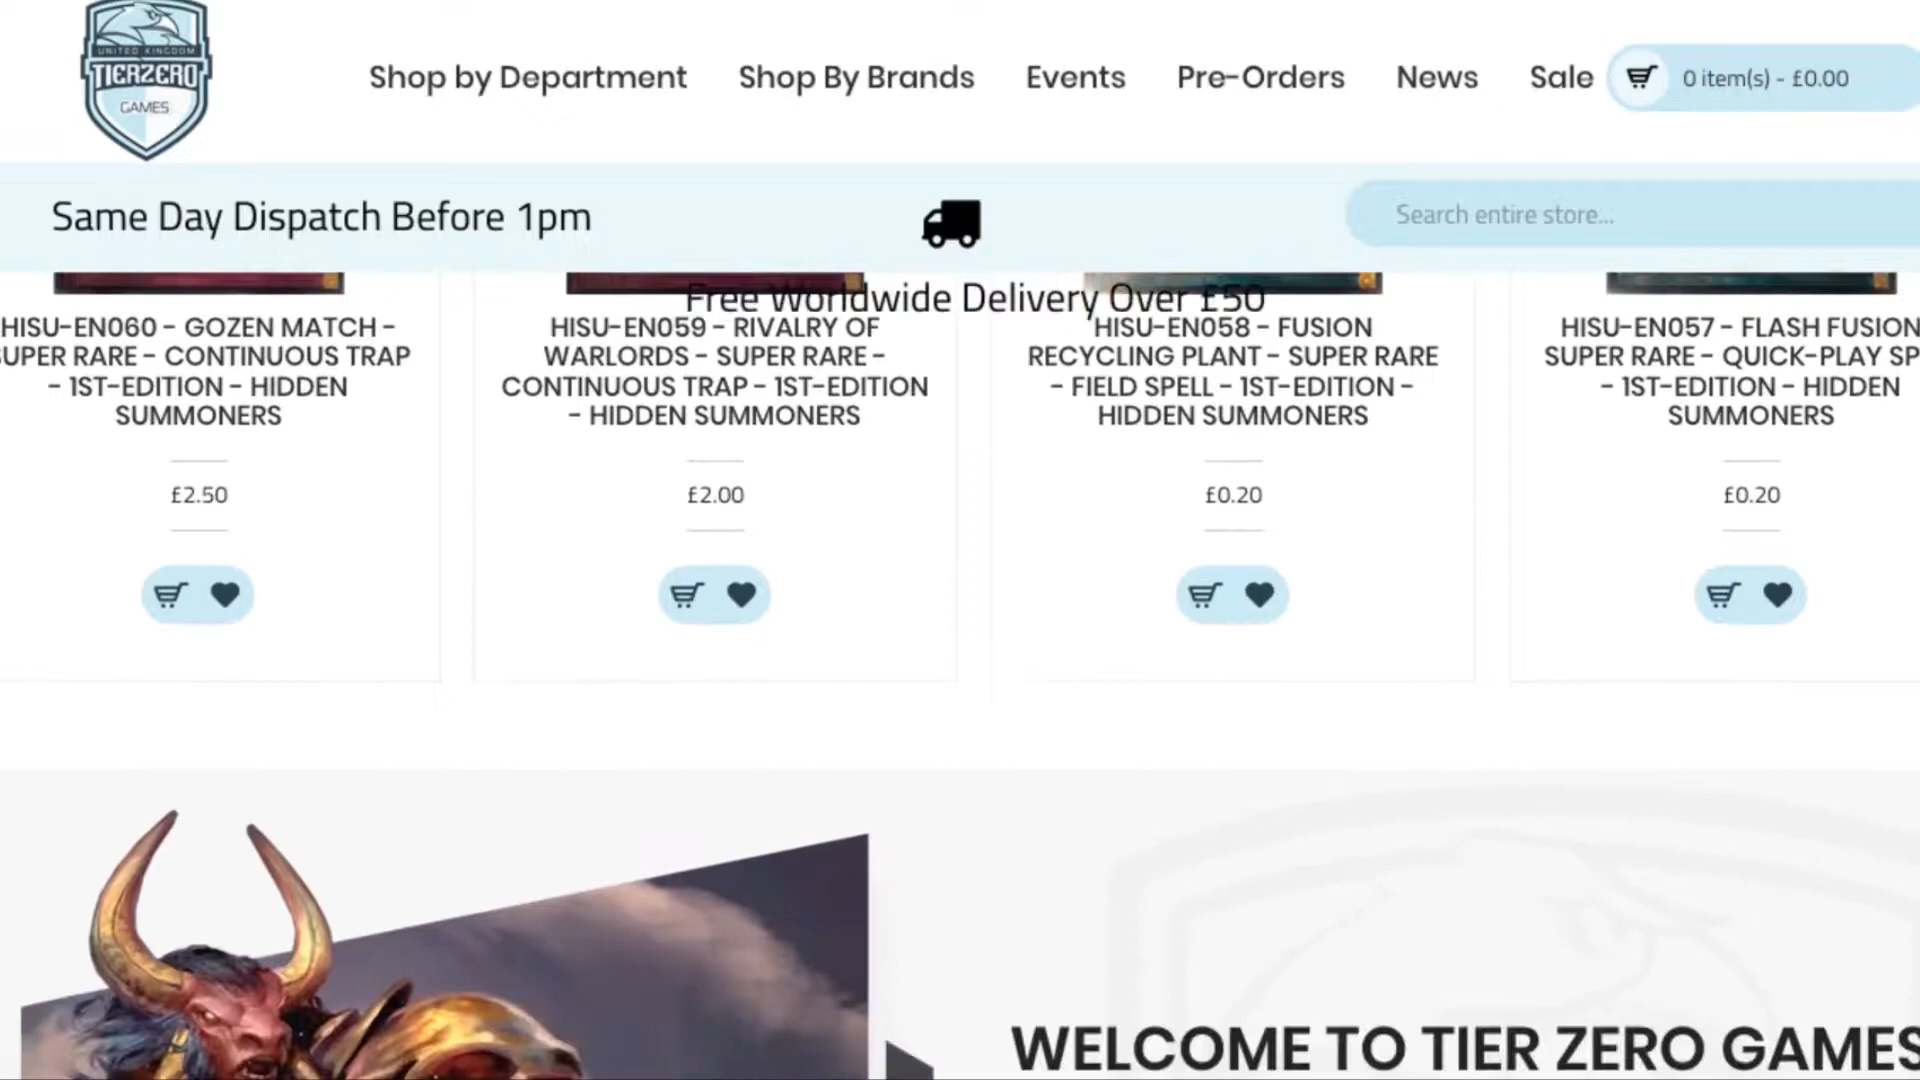 UNITED KINGDOM
TIERZERO
GAMES
Shop by Department
Shop By Brands
Events
Pre-Orders
News
Sale
0 item(s) - £0.00
Same Day Dispatch Before 1pm
Search entire store...
Free Worldwide Delivery Over £50
HISU-EN060 - GOZEN MATCH -
SUPER RARE - CONTINUOUS TRAP
- 1ST-EDITION - HIDDEN
SUMMONERS
£2.50
HISU-EN059 - RIVALRY OF
WARLORDS - SUPER RARE -
CONTINUOUS TRAP - 1ST-EDITION
- HIDDEN SUMMONERS
£2.00
HISU-EN058 - FUSION
RECYCLING PLANT - SUPER RARE
- FIELD SPELL - 1ST-EDITION -
HIDDEN SUMMONERS
£0.20
HISU-EN057 - FLASH FUSION
SUPER RARE - QUICK-PLAY SP
- 1ST-EDITION - HIDDEN
SUMMONERS
£0.20
WELCOME TO TIER ZERO GAMES